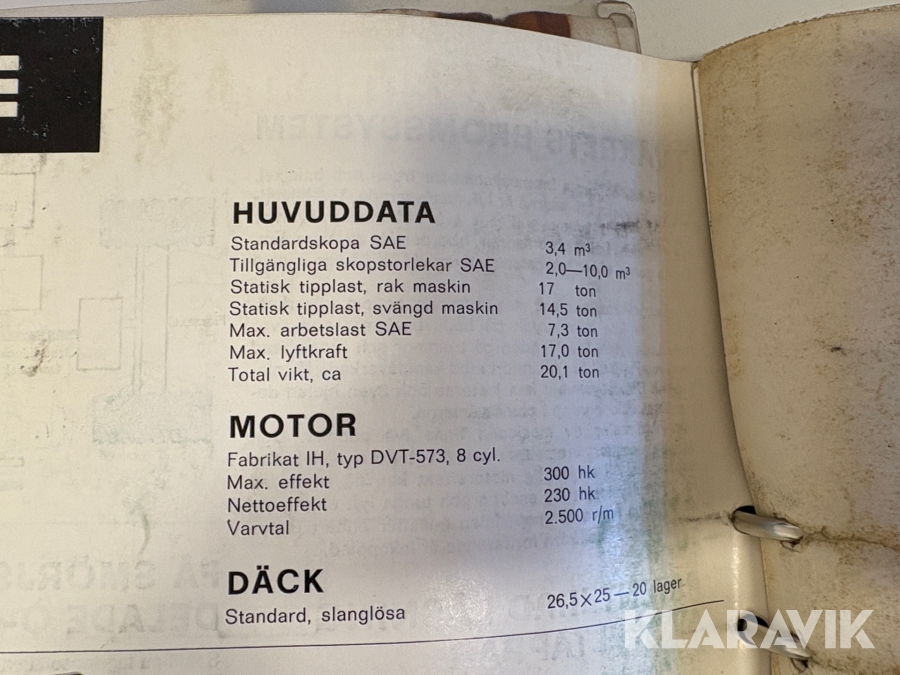 E
HUVUDDATA
Standardskopa SAE 3,4 m³
Tillgängliga skopstorlekar SAE 2,0—10,0 m³
Statisk tipplast, rak maskin 17 ton
Statisk tipplast, svängd maskin 14,5 ton
Max. arbetslast SAE 7,3 ton
Max. lyftkraft 17,0 ton
Total vikt, ca 20,1 ton
MOTOR
Fabrikat IH, typ DVT-573, 8 cyl.
Max. effekt 300 hk
Nettoeffekt 230 hk
Varvtal 2.500 r/m
DÄCK
Standard, slanglösa 26,5×25—20 lager
KLARAVIK